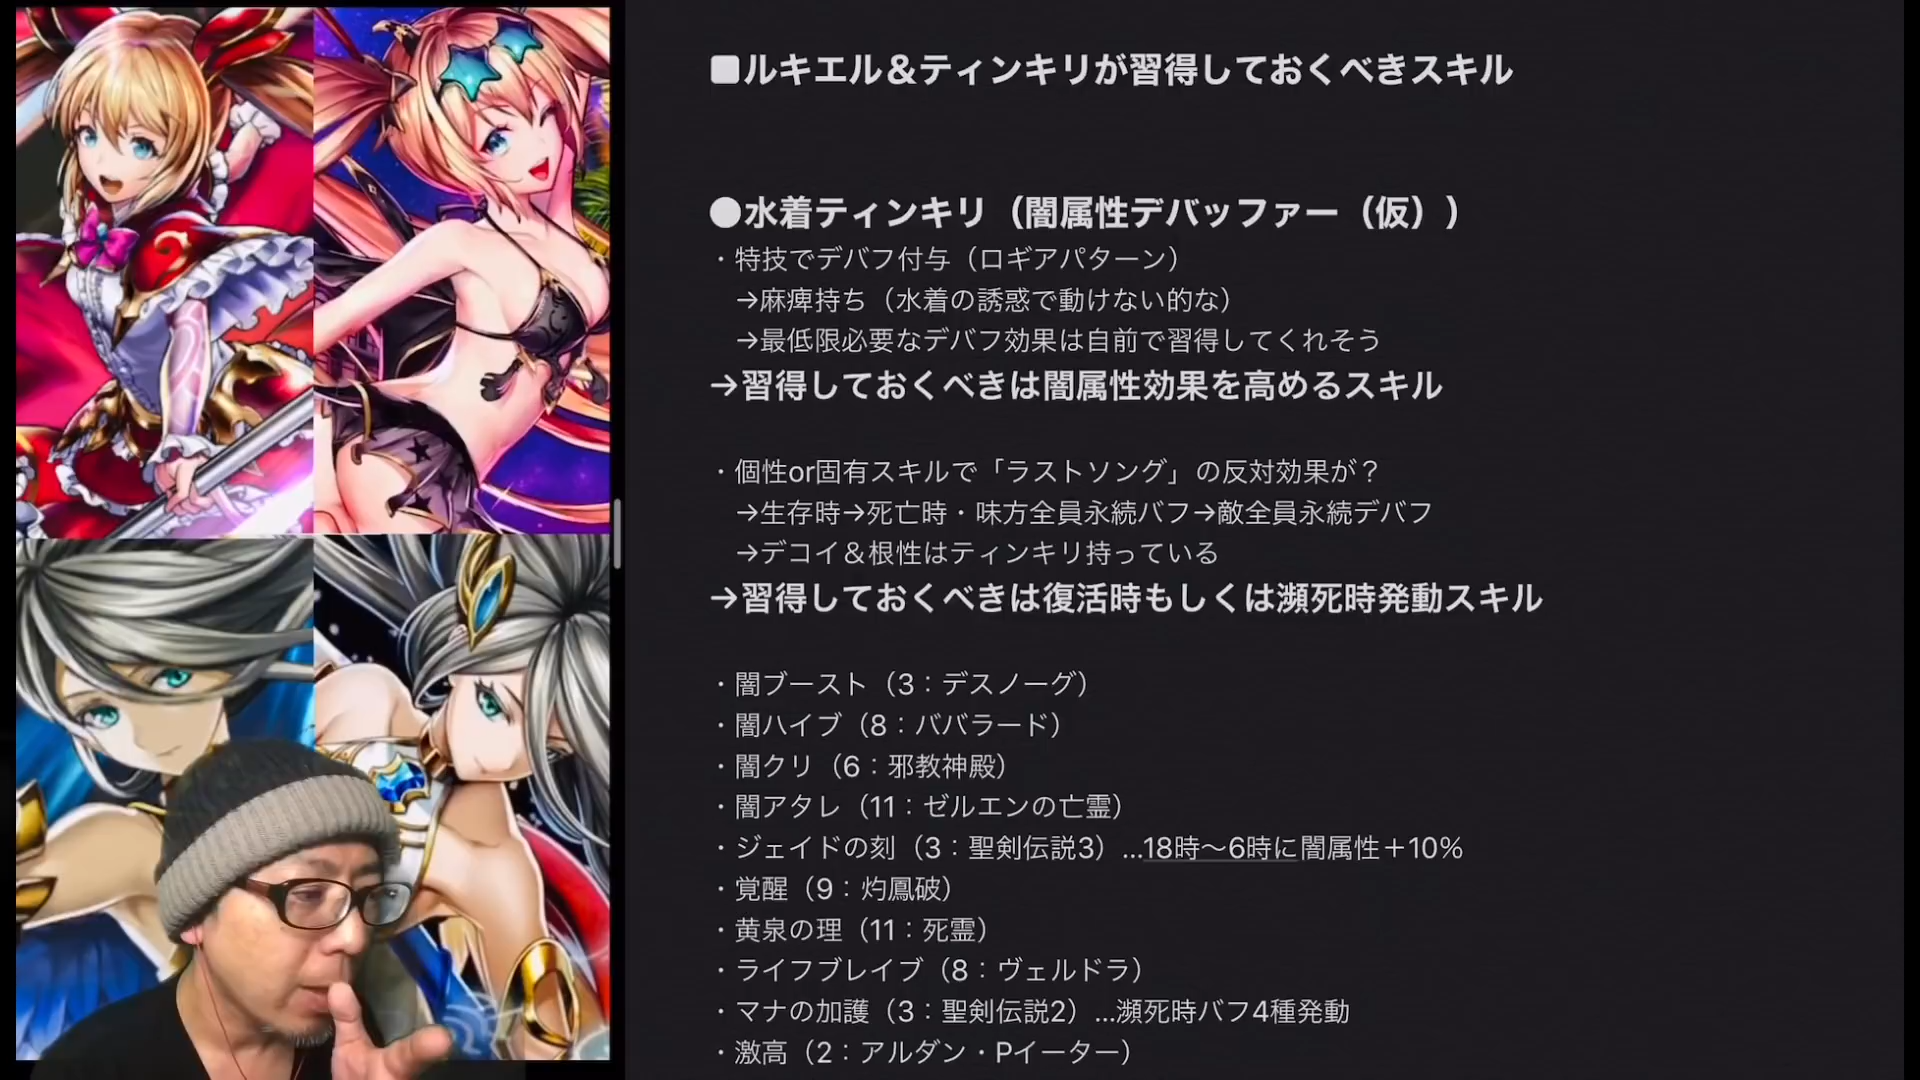 ■ルキエル＆ティンキリが習得しておくべきスキル
●水着ティンキリ（闇属性デバッファー（仮））
・特技でデバフ付与（ロギアパターン）
→麻痺持ち（水着の誘惑で動けない的な）
→最低限必要なデバフ効果は自前で習得してくれそう
→習得しておくべきは闇属性効果を高めるスキル
・個性or固有スキルで「ラストソング」の反対効果が？
→生存時→死亡時・味方全員永続バフ→敵全員永続デバフ
→デコイ＆根性はティンキリ持っている
→習得しておくべきは復活時もしくは瀕死時発動スキル
・闇ブースト（3：デスノーグ）
・闇ハイブ（8：ババラード）
・闇クリ（6：邪教神殿）
・闇アタレ（11：ゼルエンの亡霊）
・ジェイドの刻（3：聖剣伝説3）…18時〜6時に闇属性＋10%
・覚醒（9：灼鳳破）
・黄泉の理（11：死霊）
・ライフブレイブ（8：ヴェルドラ）
・マナの加護（3：聖剣伝説2）…瀕死時バフ4種発動
・激高（2：アルダン・Pイーター）